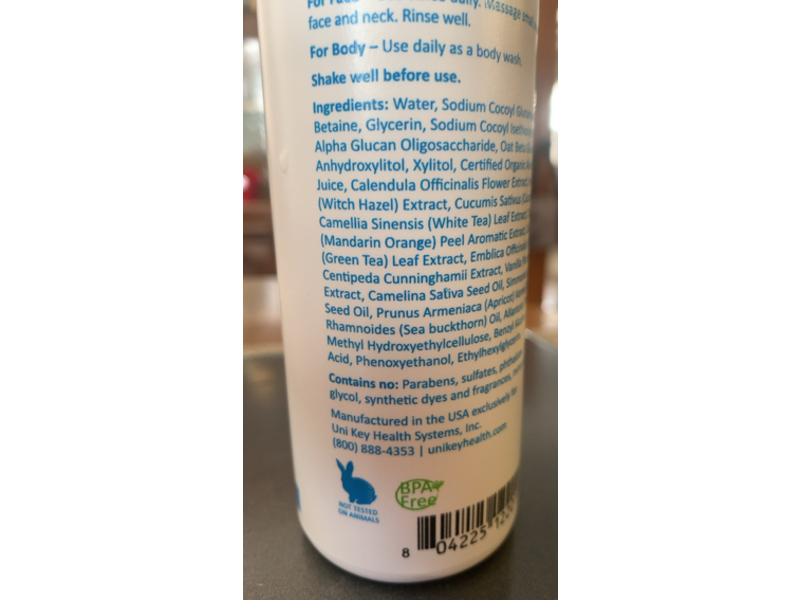 For Face –
face and neck. Rinse well.
For Body – Use daily as a body wash.
Shake well before use.
Ingredients: Water, Sodium Cocoyl
Betaine, Glycerin, Sodium Cocoyl
Alpha Glucan Oligosaccharide, Oat
Anhydroxylitol, Xylitol, Certified Organic
Juice, Calendula Officinalis Flower Extract,
(Witch Hazel) Extract, Cucumis Sativus
Camellia Sinensis (White Tea) Leaf Extract,
(Mandarin Orange) Peel Aromatic Extract,
(Green Tea) Leaf Extract, Emblica
Centipeda Cunninghamii Extract, Vanilla
Extract, Camelina Sativa Seed Oil,
Seed Oil, Prunus Armeniaca (Apricot)
Rhamnoides (Sea buckthorn) Oil,
Methyl Hydroxyethylcellulose,
Acid, Phenoxyethanol, Ethylhexylglycerin.
Contains no: Parabens, sulfates,
glycol, synthetic dyes and fragrances,
Manufactured in the USA exclusively for
Uni Key Health Systems, Inc.
(800) 888-4353 | unikeyhealth.com
NOT TESTED
ON ANIMALS
BPA
Free
8 04225